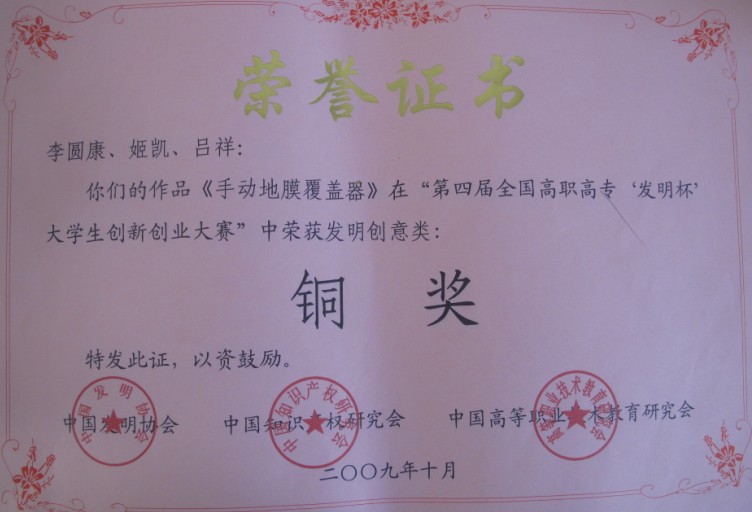 荣誉证书
李圆康、姬凯、吕祥：
你们的作品《手动地膜覆盖器》在“第四届全国高职高专‘发明杯’
大学生创新创业大赛”中荣获发明创意类：
铜 奖
特发此证，以资鼓励。
中国发明协会 中国知识产权研究会 中国高等职业技术教育研究会
二〇〇九年十月